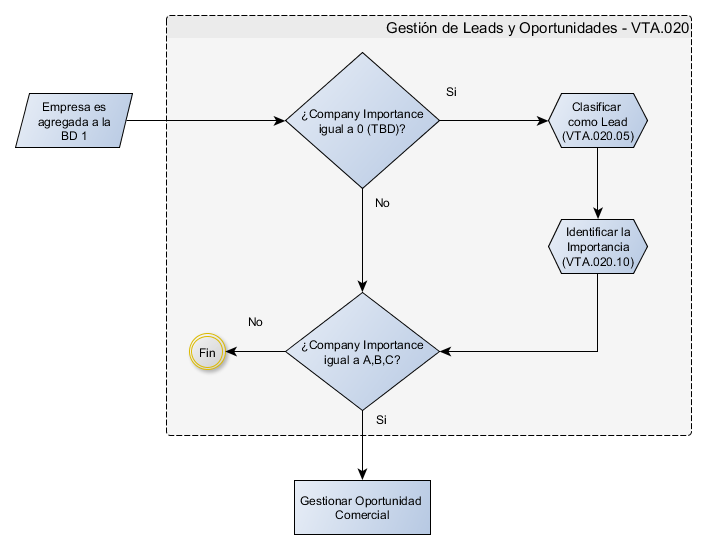 Gestión de Leads y Oportunidades - VTA.020
Empresa es
agregada a la
BD 1
¿Company Importance
igual a 0 (TBD)?
Si
Clasificar
como Lead
(VTA.020.05)
No
Identificar la
Importancia
(VTA.020.10)
¿Company Importance
igual a A,B,C?
No
Fin
Si
Gestionar Oportunidad
Comercial